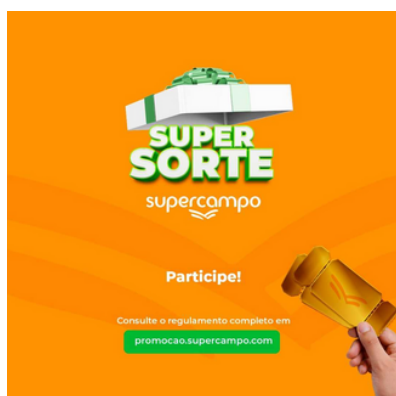 SUPER
SORTE
supercampo
Participe!
Consulte o regulamento completo em
promocao.supercampo.com